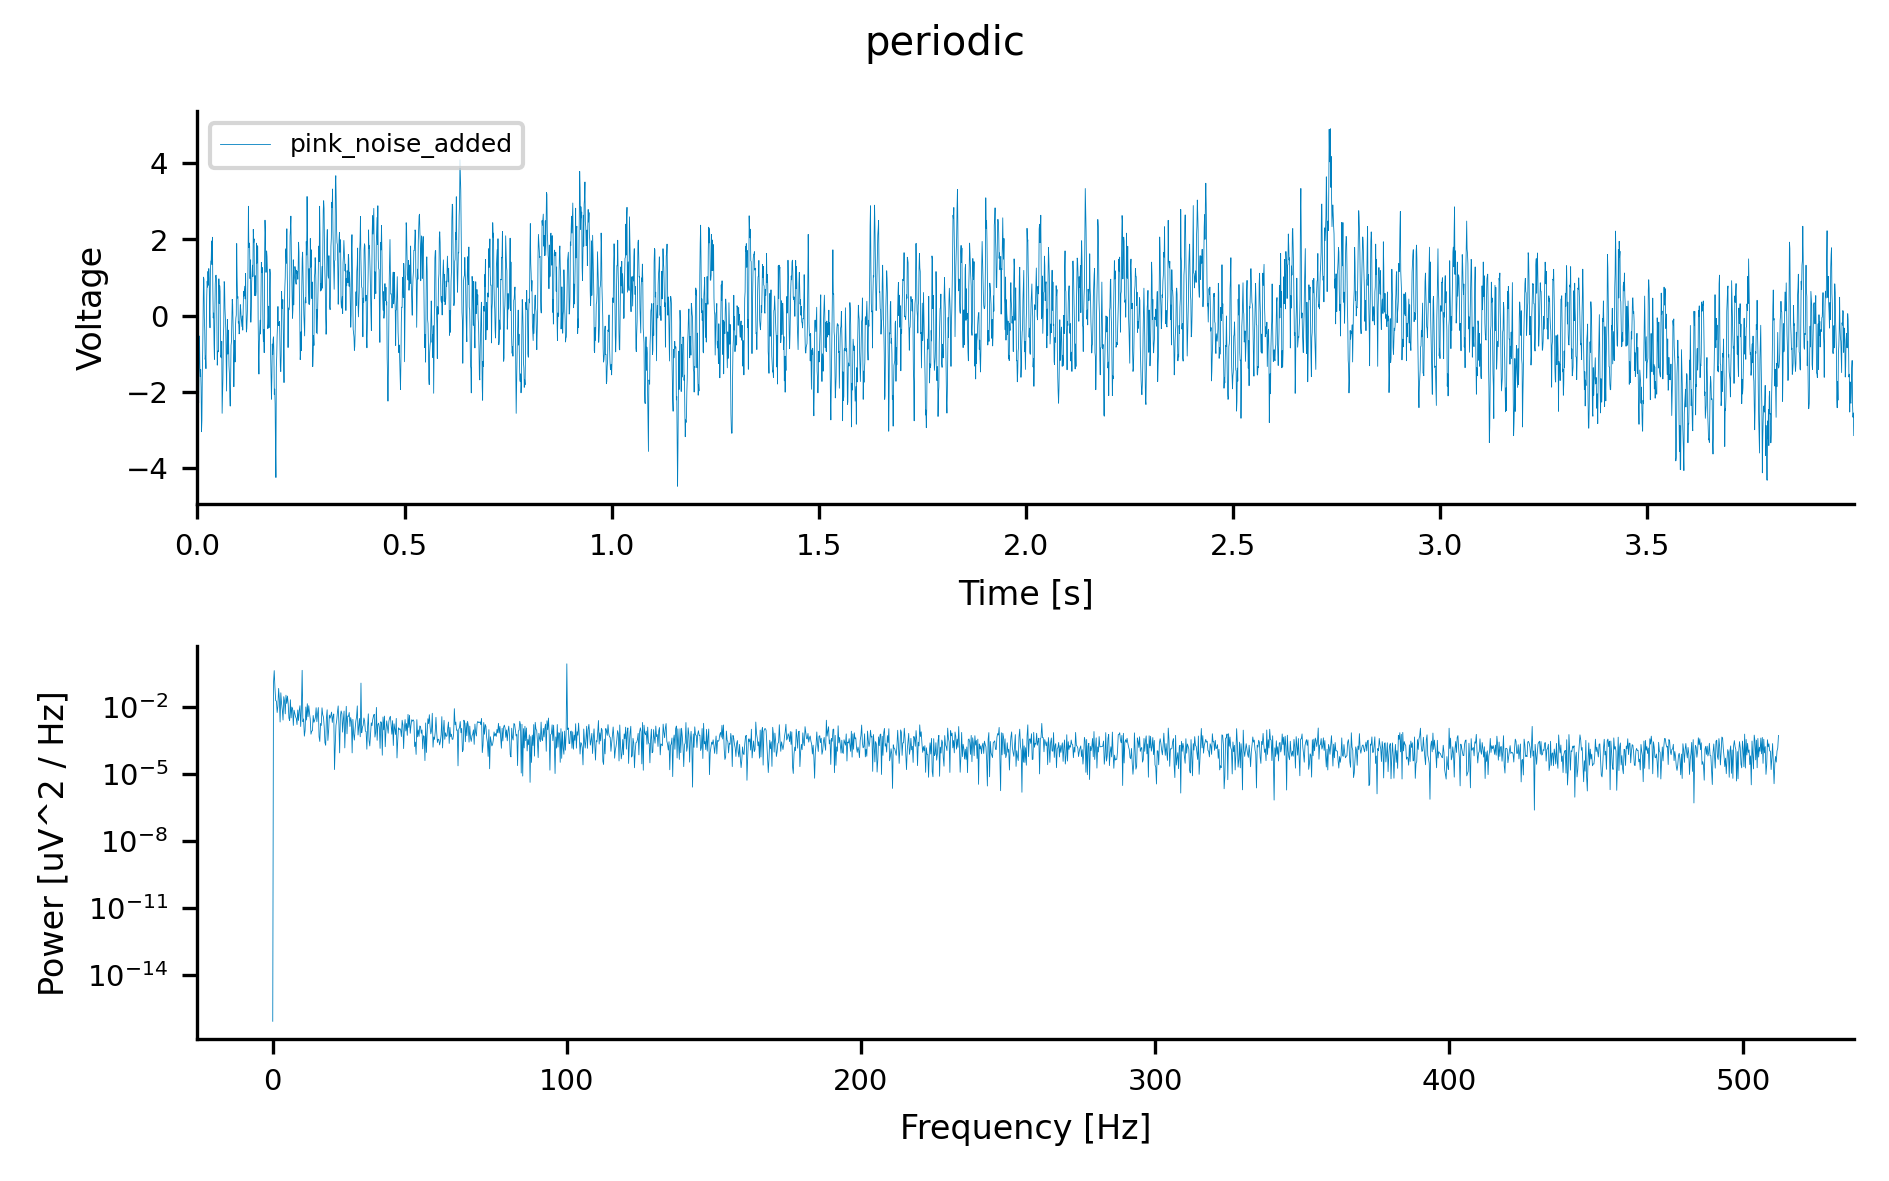 periodic
pink_noise_added
Voltage
4
2
0
−2
−4
0.0 0.5 1.0 1.5 2.0 2.5 3.0 3.5
Time [s]
Power [uV^2 / Hz]
10⁻²
10⁻⁵
10⁻⁸
10⁻¹¹
10⁻¹⁴
0 100 200 300 400 500
Frequency [Hz]